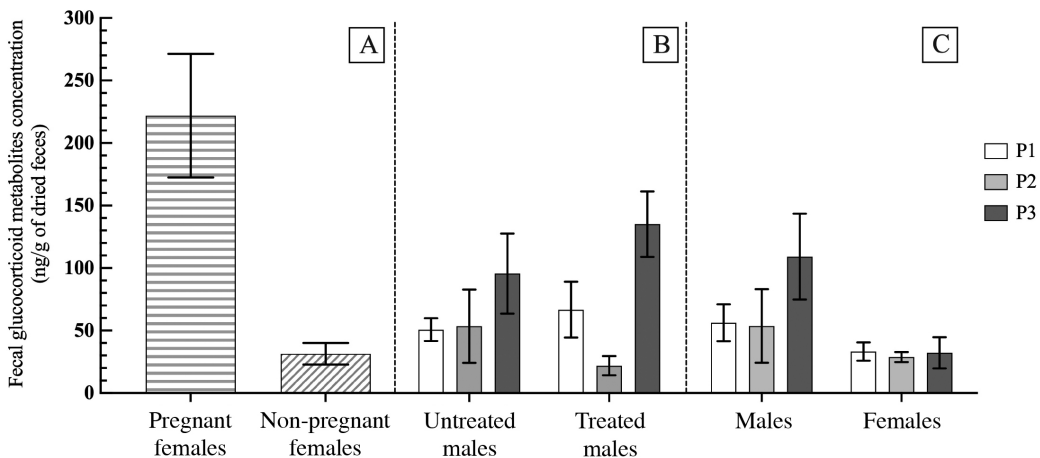 Fecal glucocorticoid metabolites concentration
(ng/g of dried feces)
300
250
200
150
100
50
0
A
B
C
P1
P2
P3
Pregnant
females
Non-pregnant
females
Untreated
males
Treated
males
Males
Females